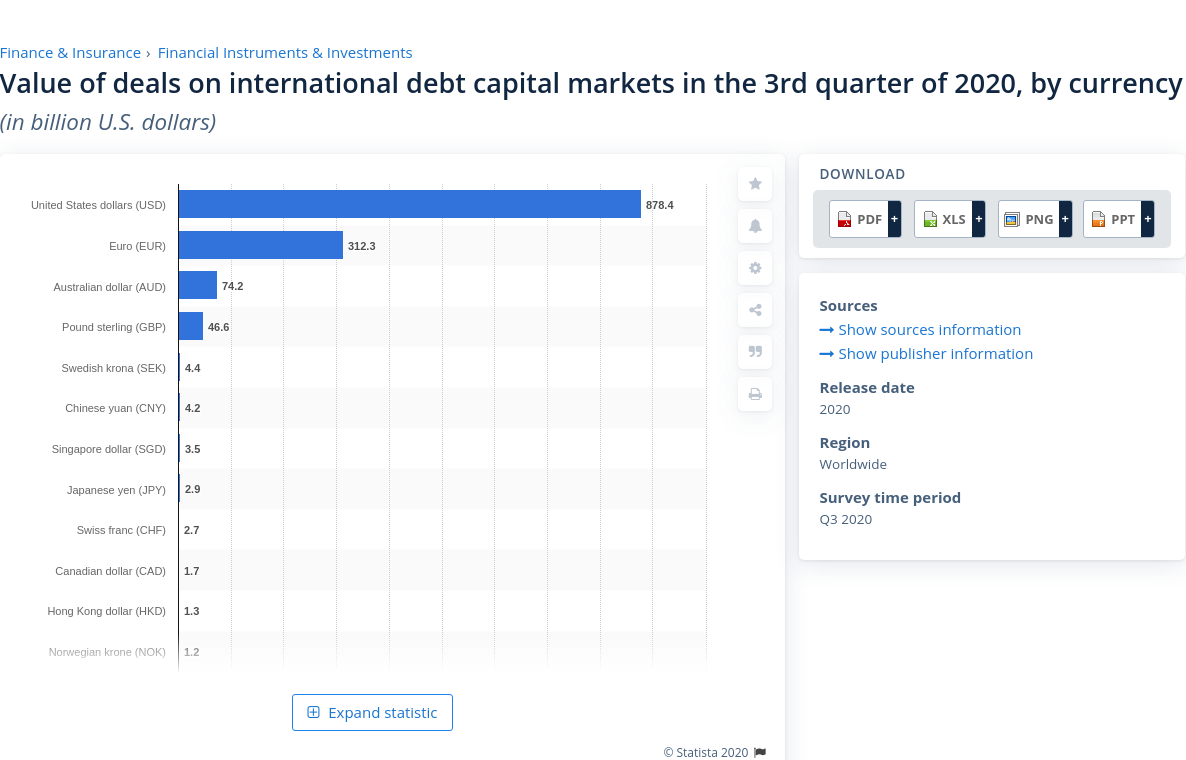 Finance & Insurance › Financial Instruments & Investments
Value of deals on international debt capital markets in the 3rd quarter of 2020, by currency
(in billion U.S. dollars)
United States dollars (USD) 878.4
Euro (EUR) 312.3
Australian dollar (AUD) 74.2
Pound sterling (GBP) 46.6
Swedish krona (SEK) 4.4
Chinese yuan (CNY) 4.2
Singapore dollar (SGD) 3.5
Japanese yen (JPY) 2.9
Swiss franc (CHF) 2.7
Canadian dollar (CAD) 1.7
Hong Kong dollar (HKD) 1.3
Norwegian krone (NOK) 1.2
Expand statistic
© Statista 2020
DOWNLOAD
PDF + XLS + PNG + PPT +
Sources
Show sources information
Show publisher information
Release date
2020
Region
Worldwide
Survey time period
Q3 2020